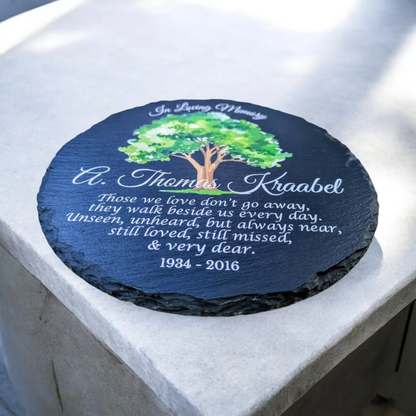 In Loving Memory
A. Thomas Kraabel
Those we love don't go away,
they walk beside us every day.
Unseen, unheard, but always near,
still loved, still missed,
& very dear.
1934 - 2016